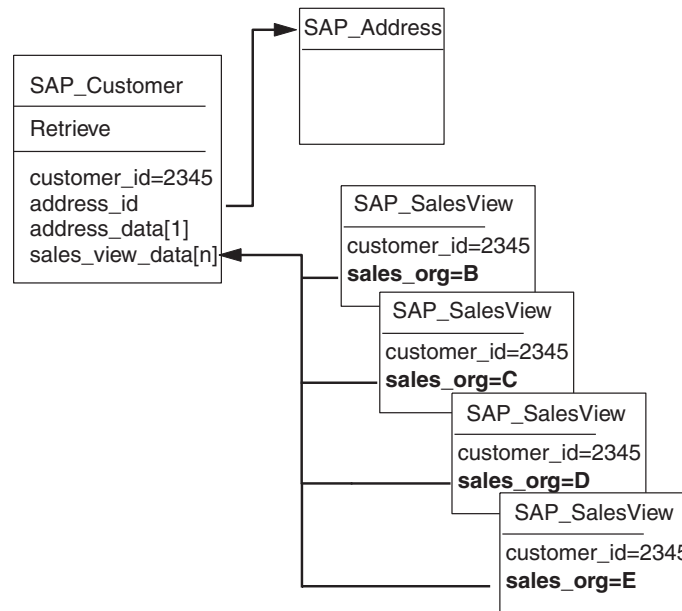 SAP_Address
SAP_Customer
Retrieve
customer_id=2345
address_id
address_data[1]
sales_view_data[n]
SAP_SalesView
customer_id=2345
sales_org=B
SAP_SalesView
customer_id=2345
sales_org=C
SAP_SalesView
customer_id=2345
sales_org=D
SAP_SalesView
customer_id=2345
sales_org=E